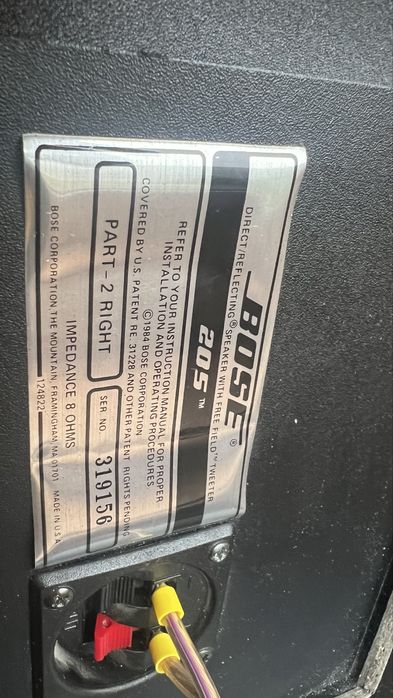 BOSE®
DIRECT/REFLECTING® SPEAKER WITH FREE FIELD™ TWEETER
205™
REFER TO YOUR INSTRUCTION MANUAL FOR PROPER
INSTALLATION AND OPERATING PROCEDURES
©1984 BOSE CORPORATION
COVERED BY U.S. PATENT RE. 31228 AND OTHER PATENT RIGHTS PENDING
PART-2 RIGHT
SER. NO. 319156
IMPEDANCE 8 OHMS
BOSE CORPORATION, THE MOUNTAIN, FRAMINGHAM, MA 01701 MADE IN U.S.A.
124822